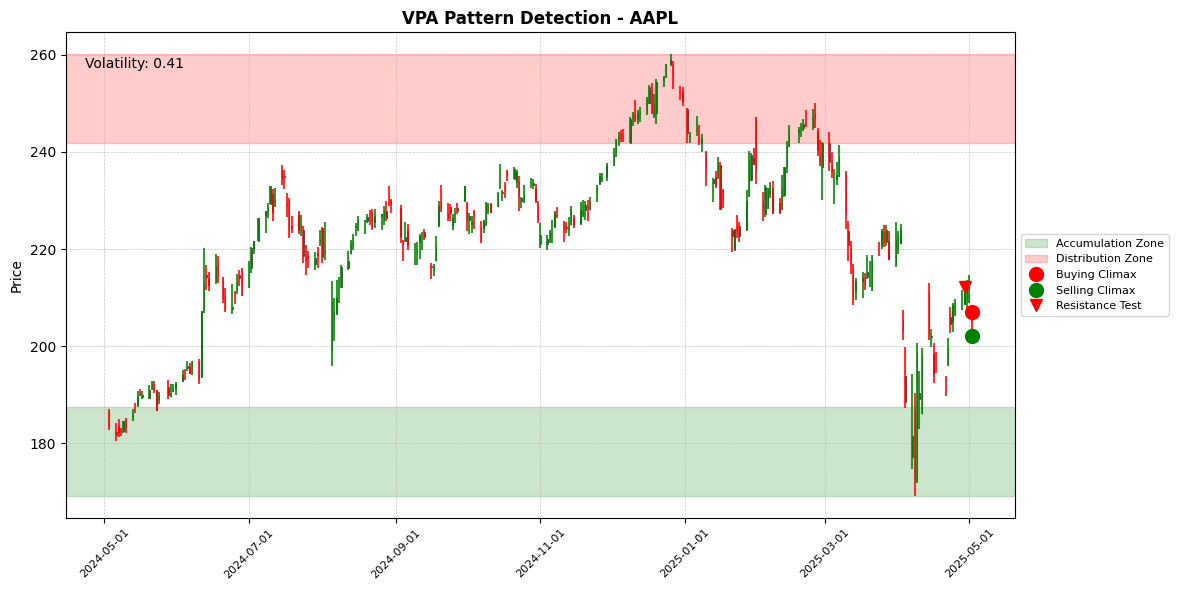 VPA Pattern Detection - AAPL
Volatility: 0.41
Price
260
240
220
200
180
2024-05-01
2024-07-01
2024-09-01
2024-11-01
2025-01-01
2025-03-01
2025-05-01
Accumulation Zone
Distribution Zone
Buying Climax
Selling Climax
Resistance Test